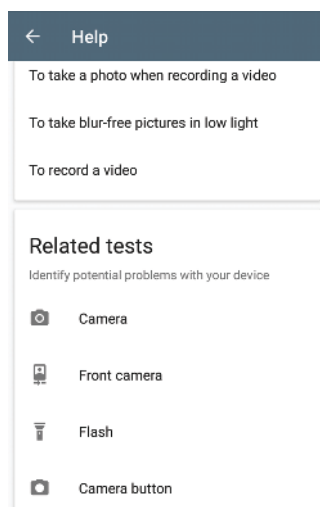 Help
To take a photo when recording a video
To take blur-free pictures in low light
To record a video
Related tests
Identify potential problems with your device
Camera
Front camera
Flash
Camera button